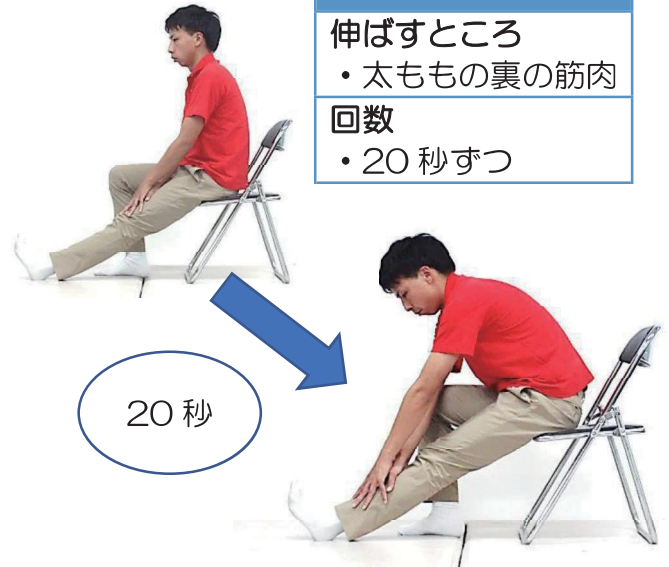 伸ばすところ
・太ももの裏の筋肉
回数
・20 秒ずつ
20 秒